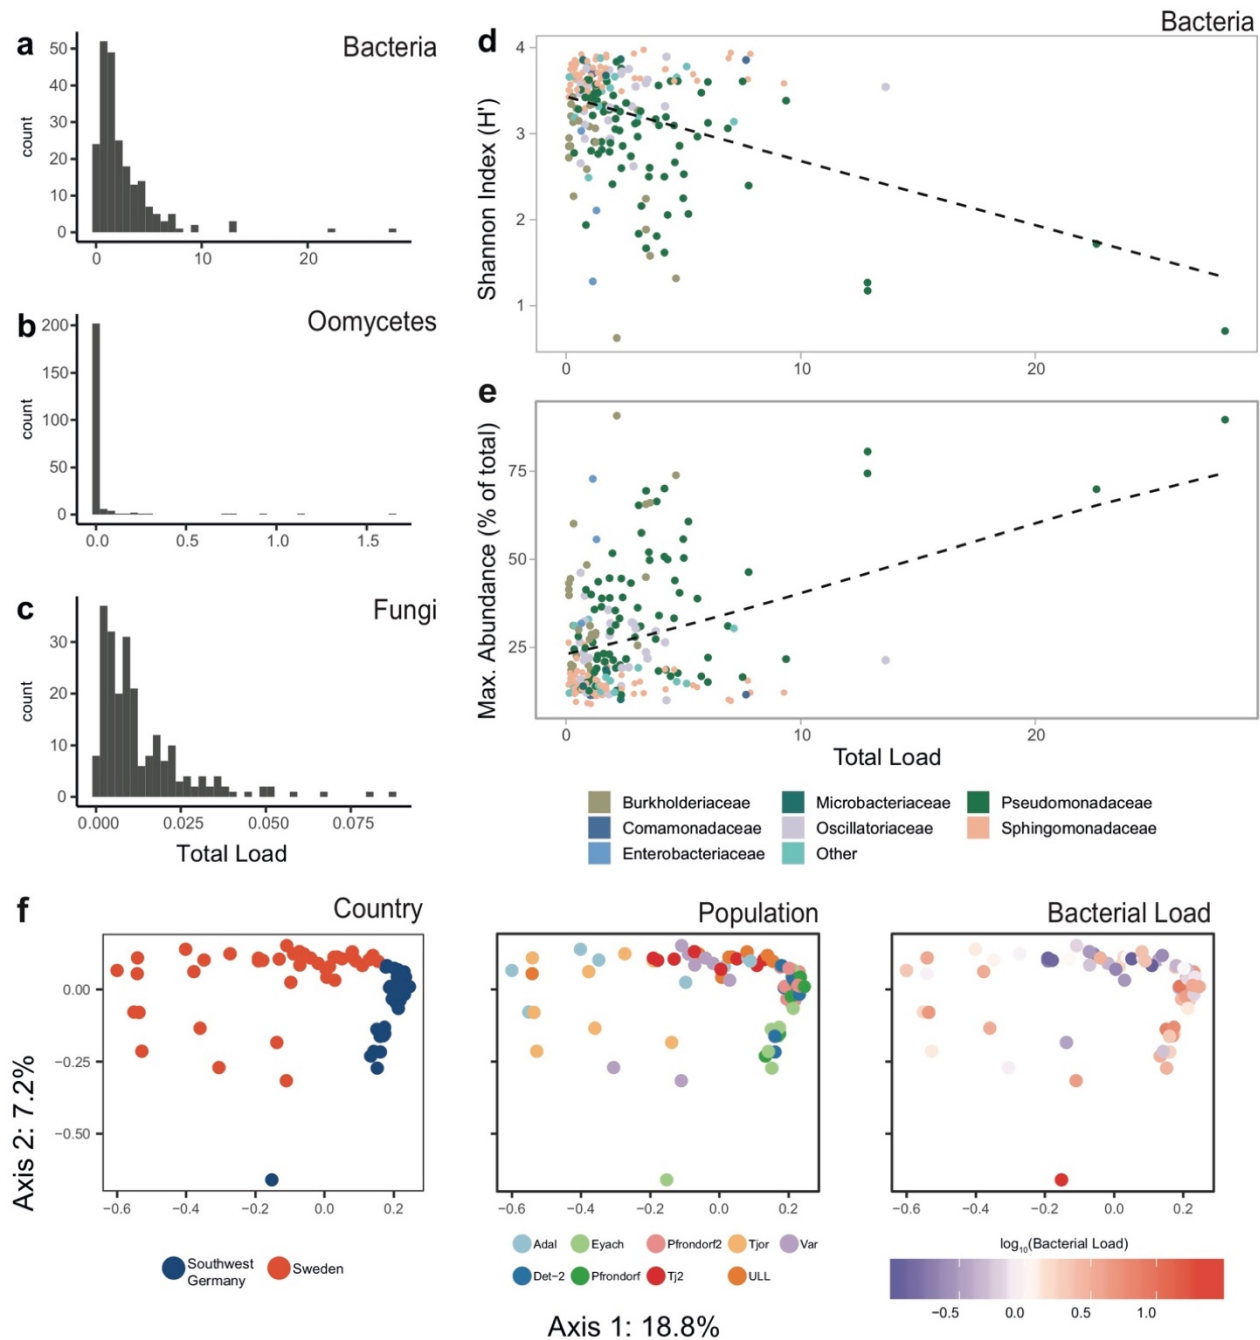 a
Bacteria
50
40
30
20
10
0
count
0
10
20
b
Oomycetes
200
150
100
50
0
count
0.0
0.5
1.0
1.5
c
Fungi
30
20
10
0
count
0.000
0.025
0.050
0.075
Total Load
d
Bacteria
4
3
2
1
Shannon Index (H')
0
10
20
e
75
50
25
Max. Abundance (% of total)
0
10
20
Total Load
Burkholderiaceae
Microbacteriaceae
Pseudomonadaceae
Comamonadaceae
Oscillatoriaceae
Sphingomonadaceae
Enterobacteriaceae
Other
f
Country
Population
Bacterial Load
0.00
−0.25
−0.50
Axis 2: 7.2%
−0.6
−0.4
−0.2
0.0
0.2
−0.6
−0.4
−0.2
0.0
0.2
−0.6
−0.4
−0.2
0.0
0.2
Southwest
Germany
Sweden
Adal
Eyach
Pfrondorf2
Tjor
Var
Det−2
Pfrondorf
Tj2
ULL
log10(Bacterial Load)
−0.5
0.0
0.5
1.0
Axis 1: 18.8%